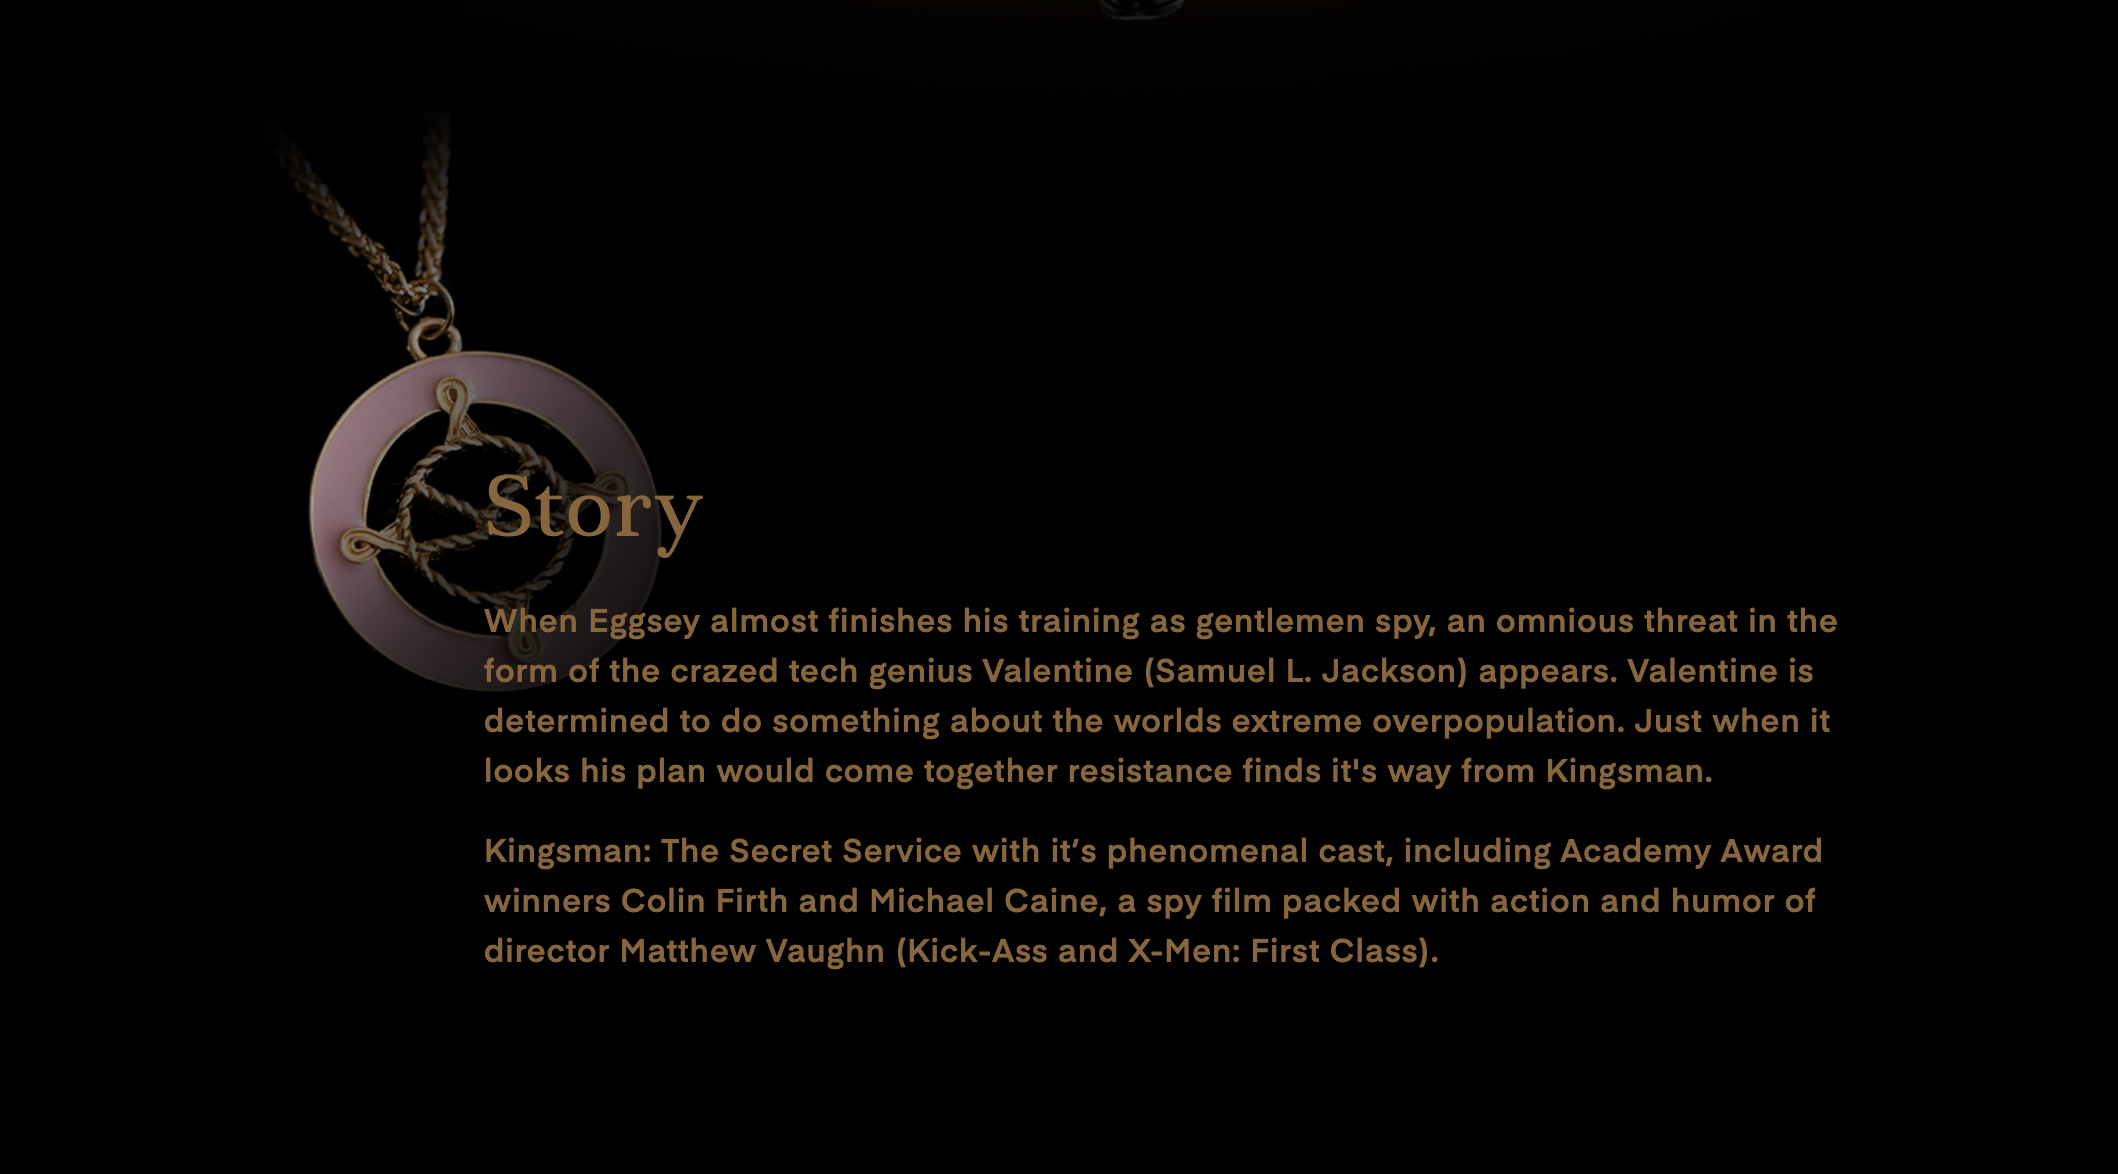 Story
When Eggsey almost finishes his training as gentlemen spy, an omnious threat in the
form of the crazed tech genius Valentine (Samuel L. Jackson) appears. Valentine is
determined to do something about the worlds extreme overpopulation. Just when it
looks his plan would come together resistance finds it's way from Kingsman.
Kingsman: The Secret Service with it’s phenomenal cast, including Academy Award
winners Colin Firth and Michael Caine, a spy film packed with action and humor of
director Matthew Vaughn (Kick-Ass and X-Men: First Class).